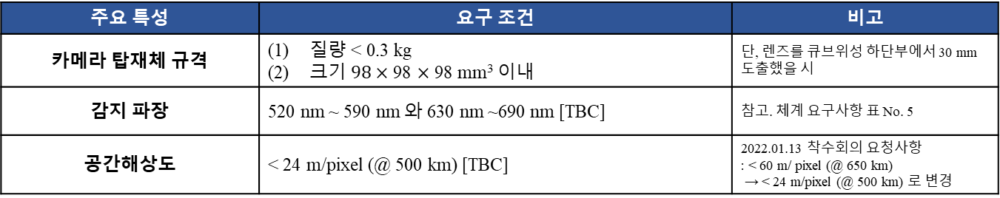 주요 특성 요구 조건 비고
카메라 탑재체 규격
(1) 질량 < 0.3 kg
(2) 크기 98 × 98 × 98 mm³ 이내
단, 렌즈를 큐브위성 하단부에서 30 mm
도출했을 시
감지 파장
520 nm ~ 590 nm 와 630 nm ~690 nm [TBC]
참고. 체계 요구사항 표 No. 5
공간해상도
< 24 m/pixel (@ 500 km) [TBC]
2022.01.13 착수회의 요청사항
: < 60 m/ pixel (@ 650 km)
→ < 24 m/pixel (@ 500 km) 로 변경